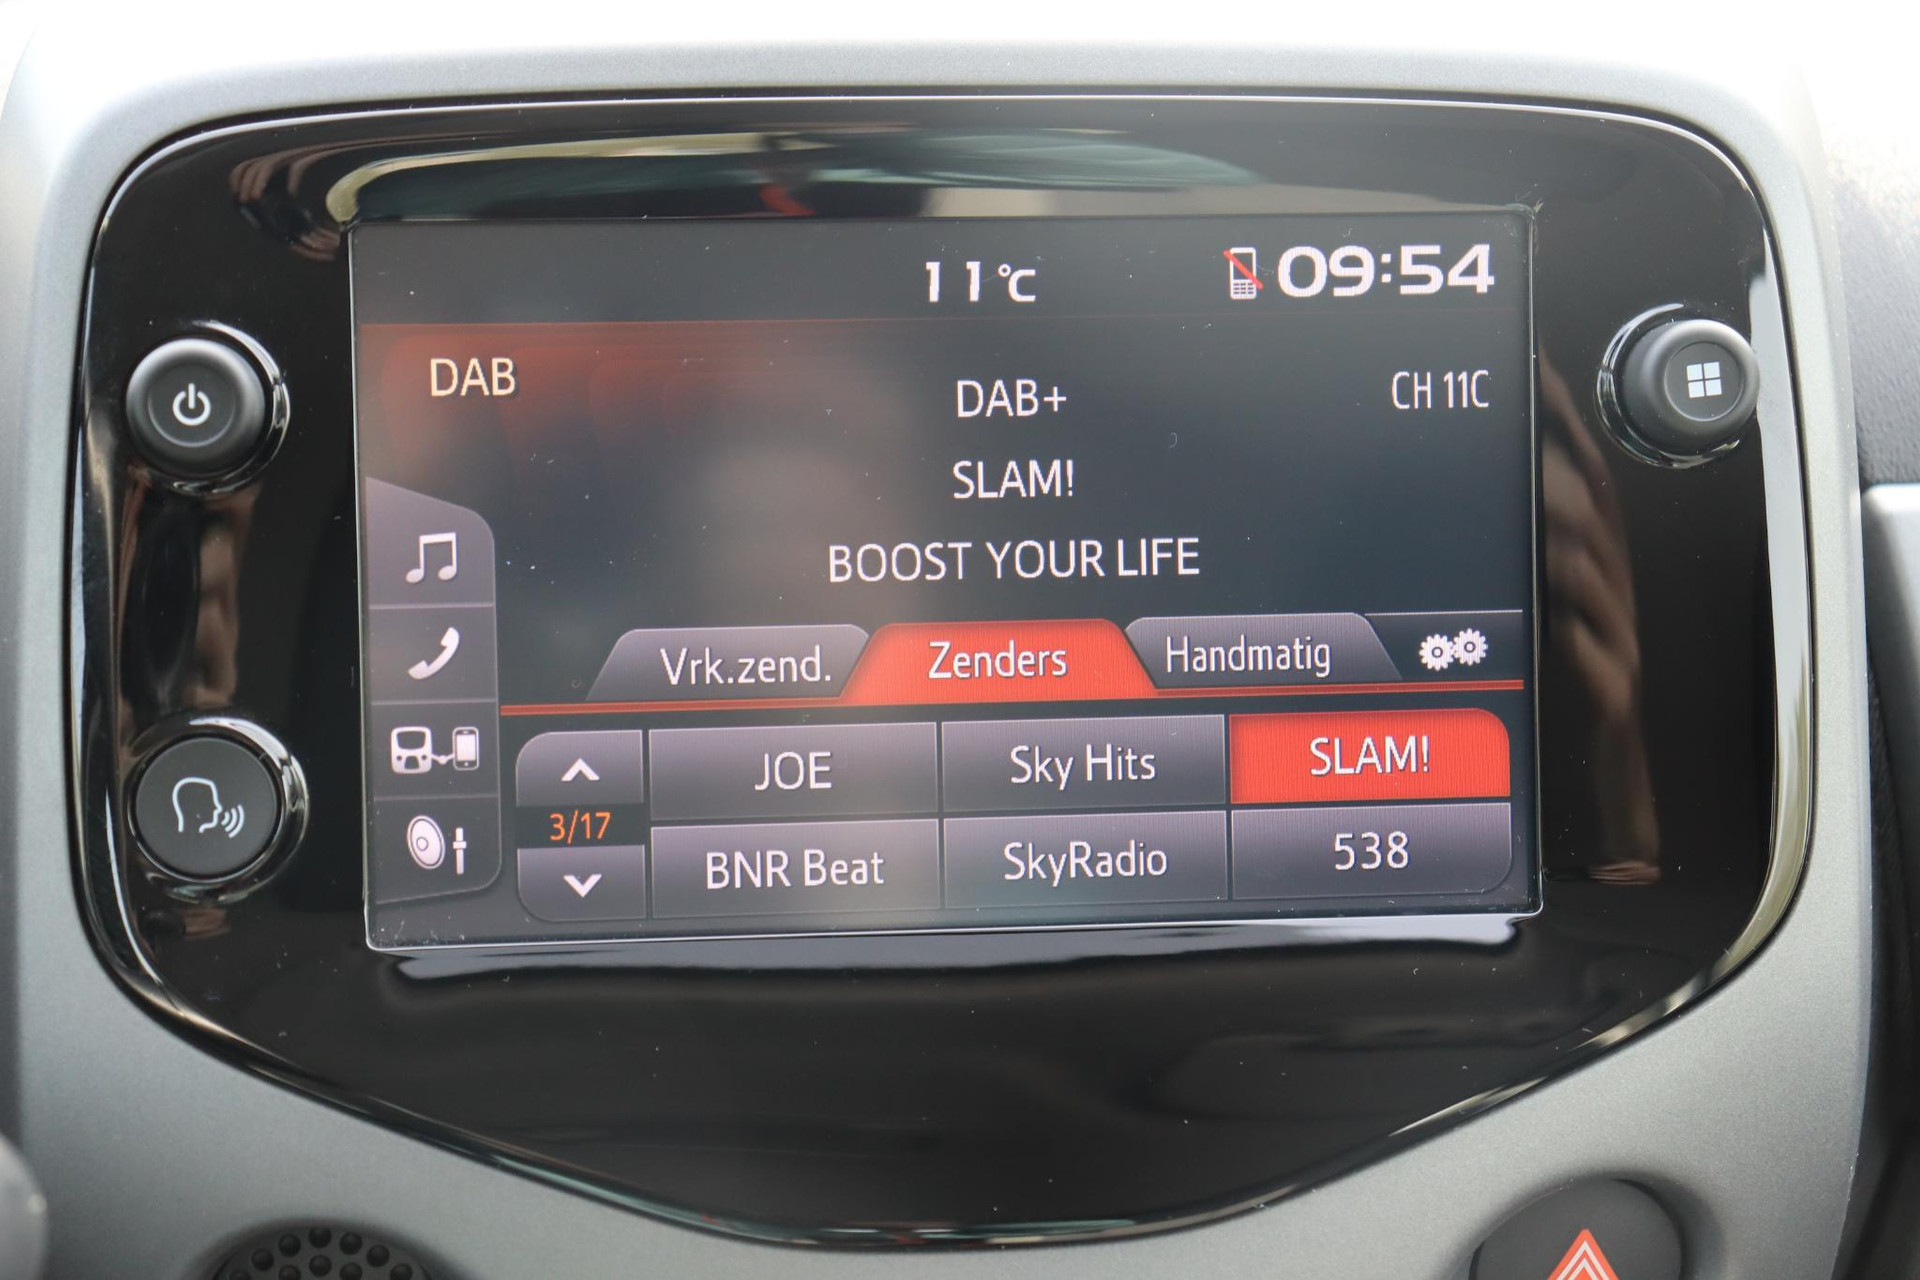 11°C
09:54
DAB
DAB+
CH 11C
SLAM!
BOOST YOUR LIFE
Vrk.zend.
Zenders
Handmatig
JOE
Sky Hits
SLAM!
3/17
BNR Beat
SkyRadio
538